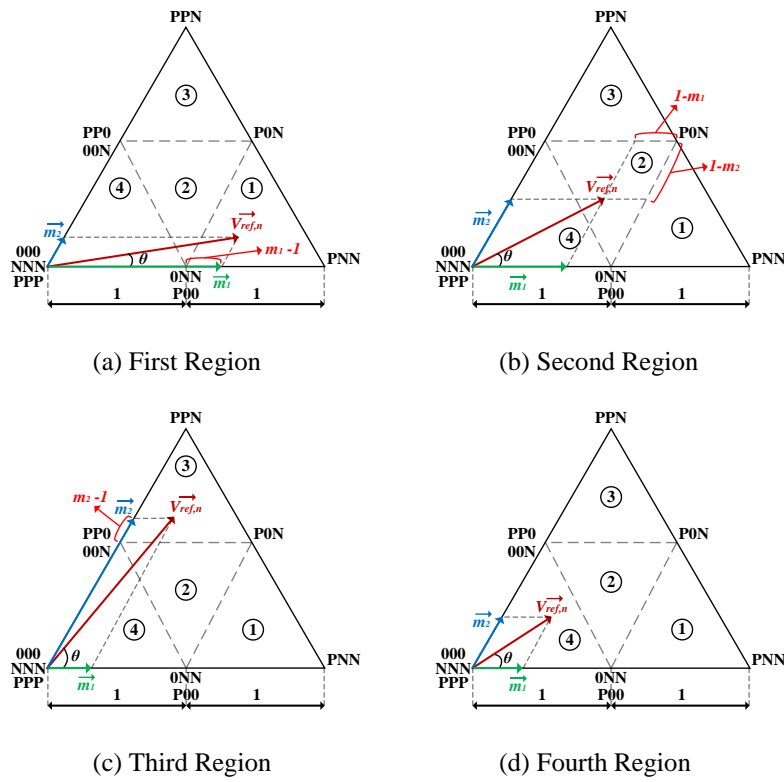 PPN
③
PP0
00N
P0N
④
②
①
m₂
Vref,n
m₁ -1
000
NNN
PPP
θ
0NN
P00
m₁
PNN
1
1
(a) First Region
PPN
③
1-m₁
PP0
00N
P0N
②
1-m₂
m₂
Vref,n
④
①
000
NNN
PPP
θ
0NN
P00
m₁
PNN
1
1
(b) Second Region
PPN
③
m₂ -1
m₂
Vref,n
PP0
00N
P0N
②
④
①
000
NNN
PPP
θ
0NN
P00
m₁
PNN
1
1
(c) Third Region
PPN
③
PP0
00N
P0N
②
m₂
Vref,n
④
①
000
NNN
PPP
θ
0NN
P00
m₁
PNN
1
1
(d) Fourth Region